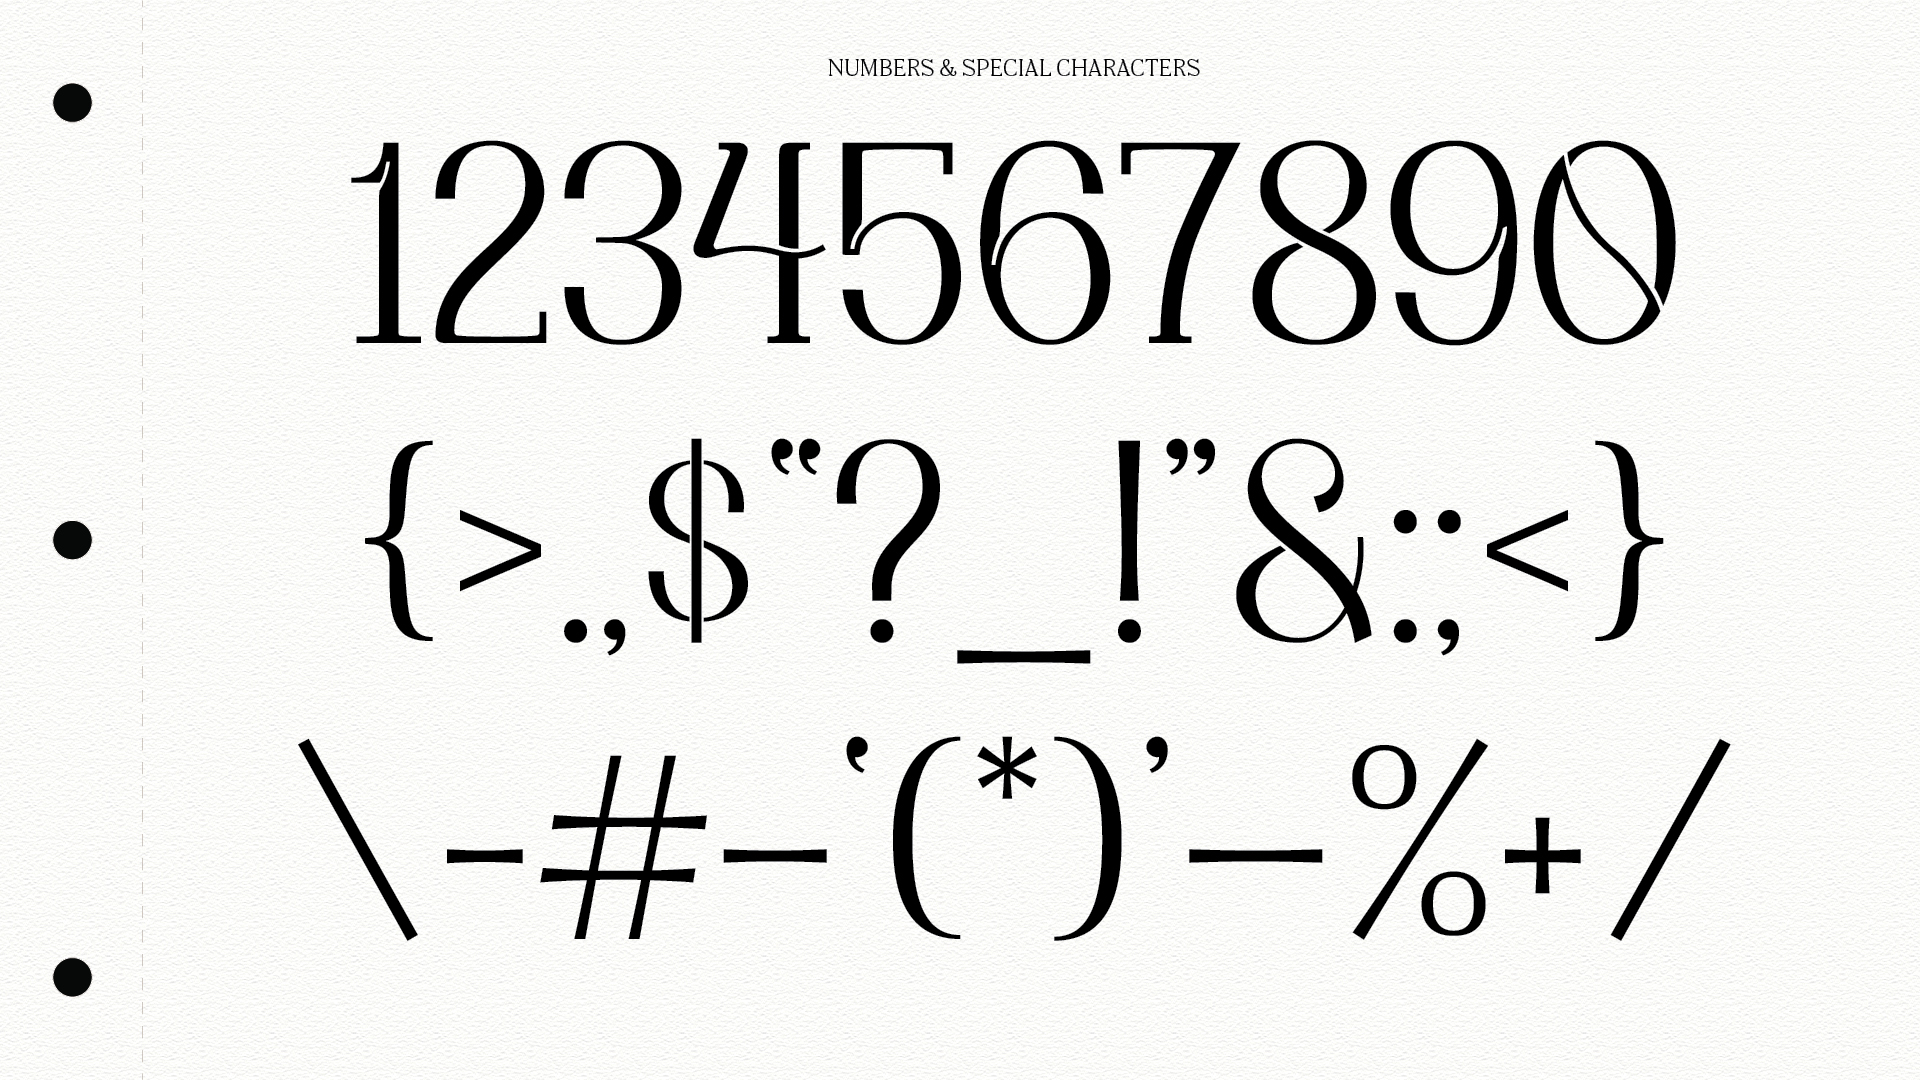 NUMBERS & SPECIAL CHARACTERS
1234567890
{>.,$‟?_!”&:;<}
\-#–‛(*)’—%+/